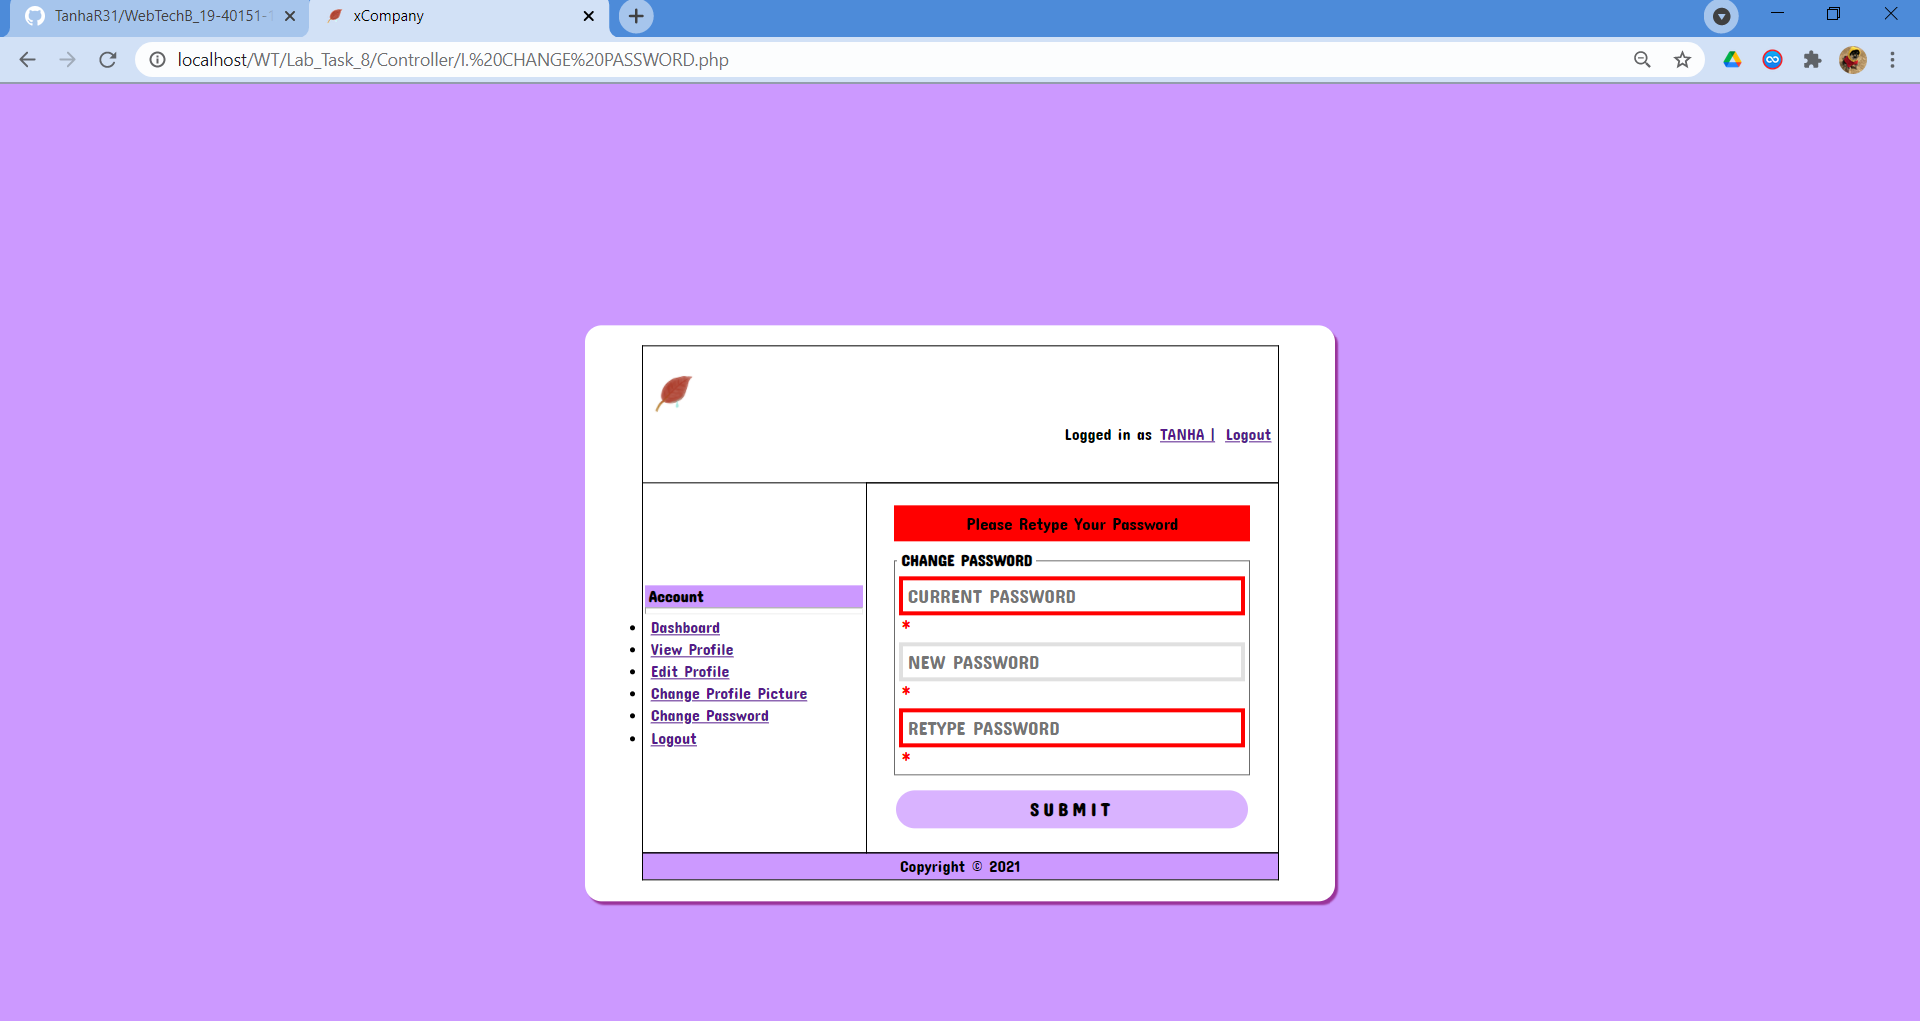 TanhaR31/WebTechB_19-40151-
xCompany
localhost/WT/Lab_Task_8/Controller/I.%20CHANGE%20PASSWORD.php
Logged in as TANHA | Logout
Please Retype Your Password
CHANGE PASSWORD
CURRENT PASSWORD
*
NEW PASSWORD
*
RETYPE PASSWORD
*
SUBMIT
Account
Dashboard
View Profile
Edit Profile
Change Profile Picture
Change Password
Logout
Copyright © 2021